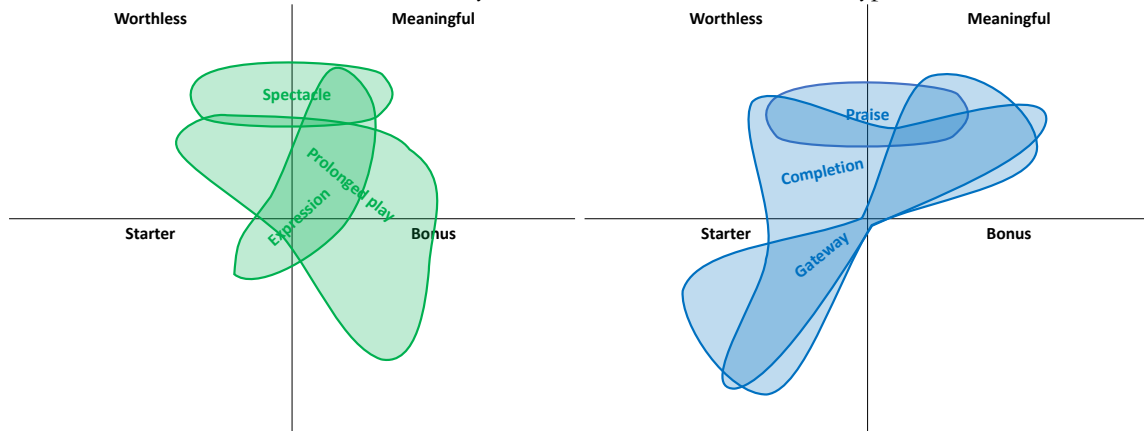 Worthless
Meaningful
Spectacle
Prolonged play
Expression
Starter
Bonus
Worthless
Meaningful
Praise
Completion
Gateway
Starter
Bonus